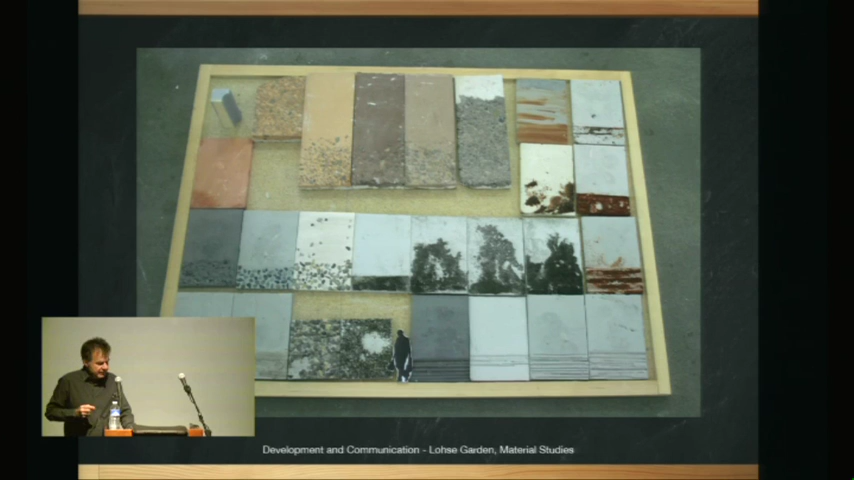 Development and Communication - Lohse Garden, Material Studies